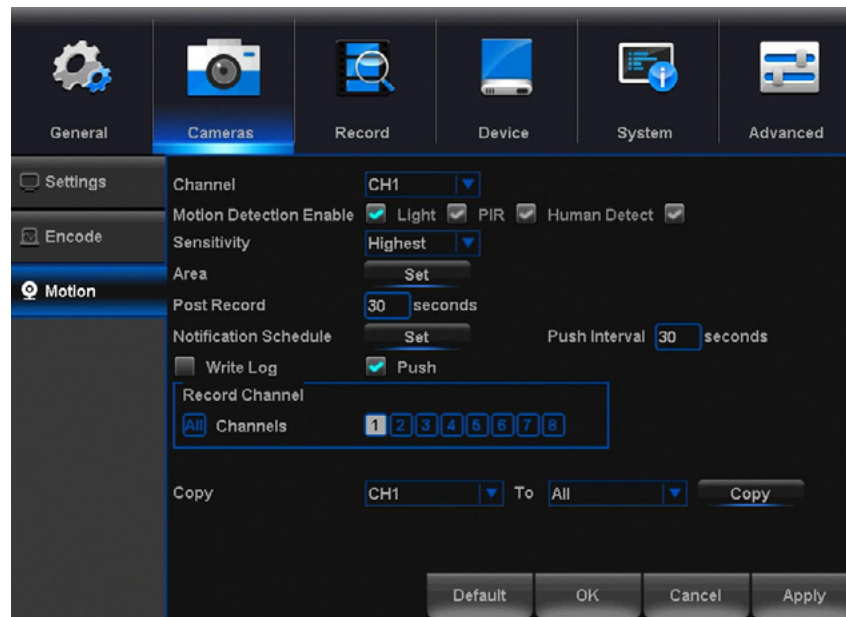 General Cameras Record Device System Advanced
Settings
Encode
Motion
Channel CH1
Motion Detection Enable Light PIR Human Detect
Sensitivity Highest
Area Set
Post Record 30 seconds
Notification Schedule Set Push Interval 30 seconds
Write Log Push
Record Channel
All Channels 1 2 3 4 5 6 7 8
Copy CH1 To All Copy
Default OK Cancel Apply